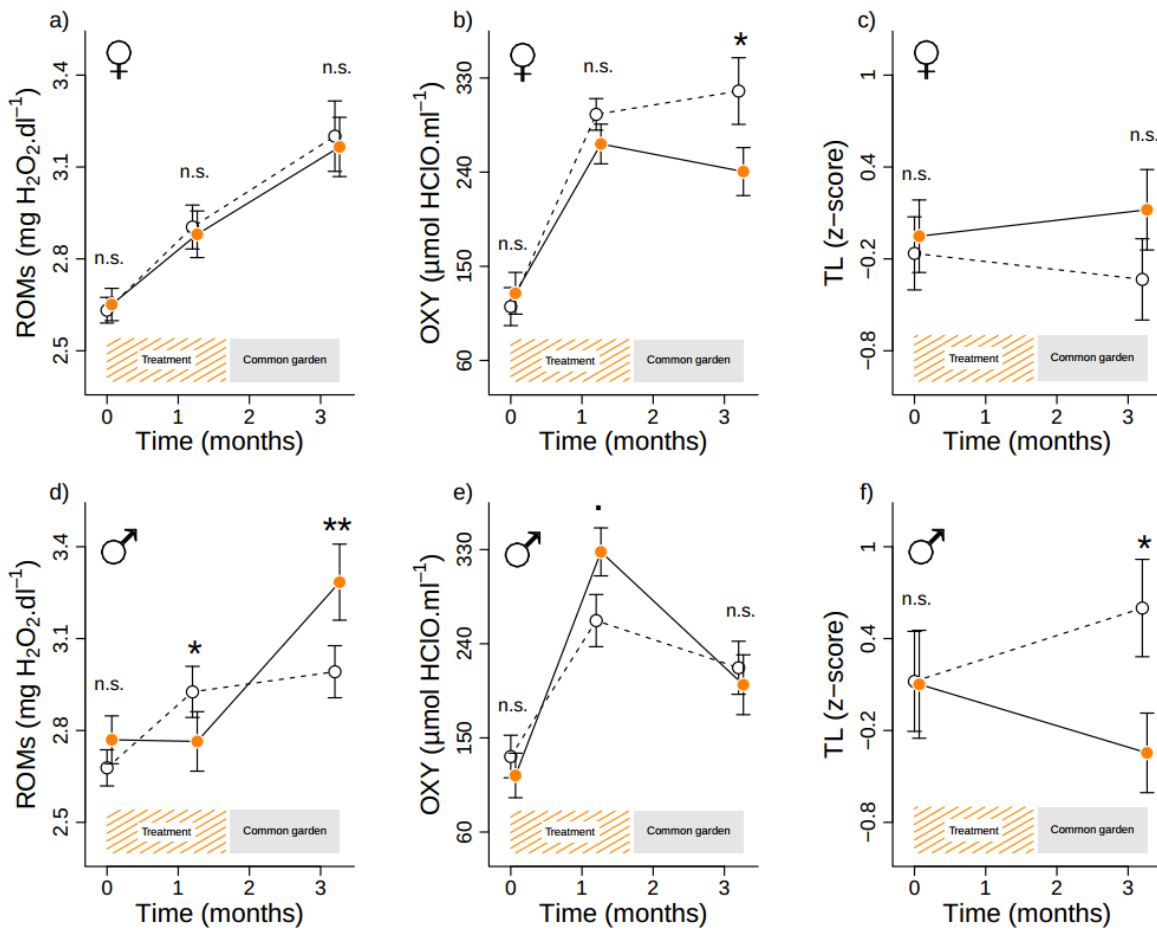 a)
♀
n.s.
n.s.
n.s.
ROMs (mg H₂O₂.dl⁻¹)
3.4
3.1
2.8
2.5
Treatment
Common garden
0
1
2
3
Time (months)
b)
♀
n.s.
n.s.
*
OXY (µmol HClO.ml⁻¹)
330
240
150
60
Treatment
Common garden
0
1
2
3
Time (months)
c)
♀
n.s.
n.s.
TL (z−score)
1
0.4
−0.2
−0.8
Treatment
Common garden
0
1
2
3
Time (months)
d)
♂
n.s.
*
**
ROMs (mg H₂O₂.dl⁻¹)
3.4
3.1
2.8
2.5
Treatment
Common garden
0
1
2
3
Time (months)
e)
♂
n.s.
.
n.s.
OXY (µmol HClO.ml⁻¹)
330
240
150
60
Treatment
Common garden
0
1
2
3
Time (months)
f)
♂
n.s.
*
TL (z−score)
1
0.4
−0.2
−0.8
Treatment
Common garden
0
1
2
3
Time (months)